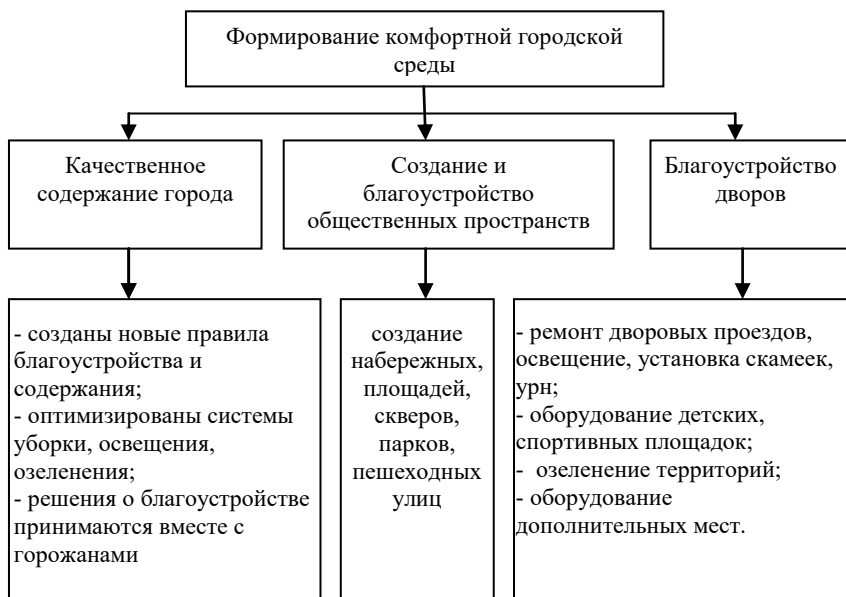 Формирование комфортной городской
среды
Качественное
содержание города
Создание и
благоустройство
общественных пространств
Благоустройство
дворов
- созданы новые правила
благоустройства и
содержания;
- оптимизированы системы
уборки, освещения,
озеленения;
- решения о благоустройстве
принимаются вместе с
горожанами
создание
набережных,
площадей,
скверов,
парков,
пешеходных
улиц
- ремонт дворовых проездов,
освещение, установка скамеек,
урн;
- оборудование детских,
спортивных площадок;
- озеленение территорий;
- оборудование
дополнительных мест.